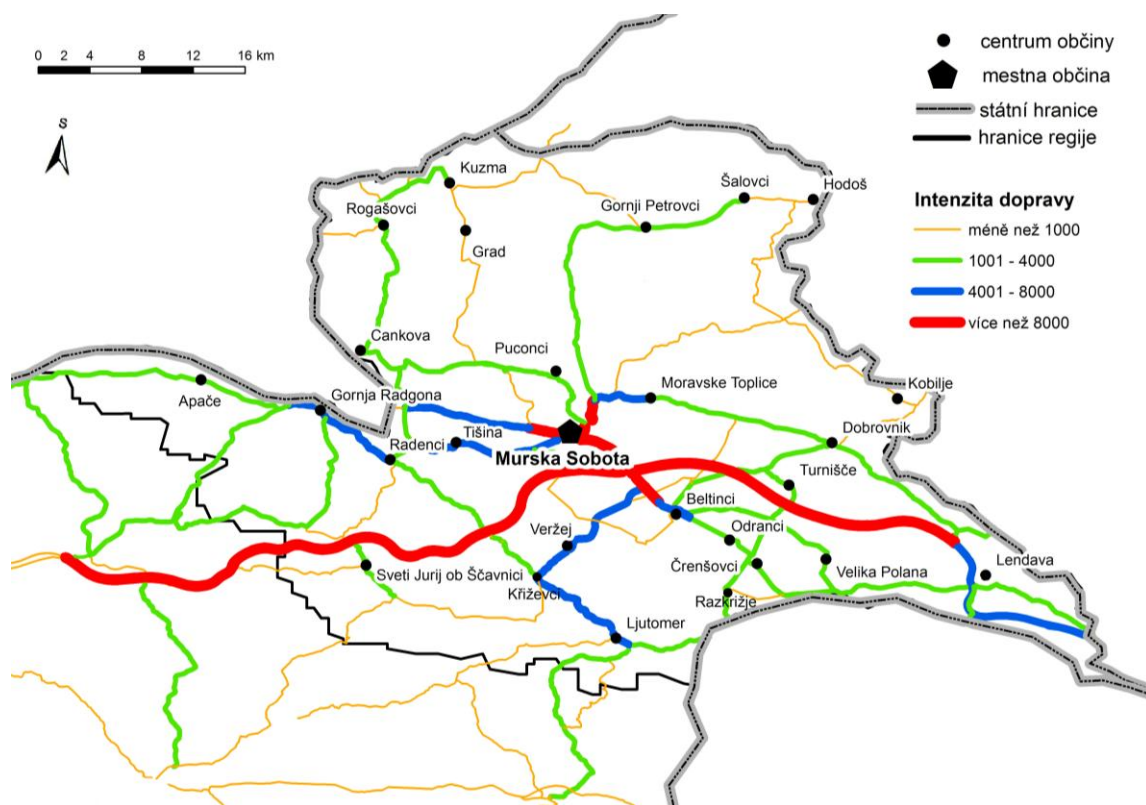 0 2 4 8 12 16 km
S
centrum občiny
mestna občina
státní hranice
hranice regije
Intenzita dopravy
méně než 1000
1001 - 4000
4001 - 8000
více než 8000
Kuzma
Šalovci
Hodoš
Rogašovci
Gornji Petrovci
Grad
Cankova
Puconci
Moravske Toplice
Kobilje
Apače
Gornja Radgona
Dobrovnik
Tišina
Radenci
Murska Sobota
Turnišče
Beltinci
Veržej
Odranci
Lendava
Sveti Jurij ob Ščavnici
Črenšovci
Velika Polana
Križevci
Razkrižje
Ljutomer